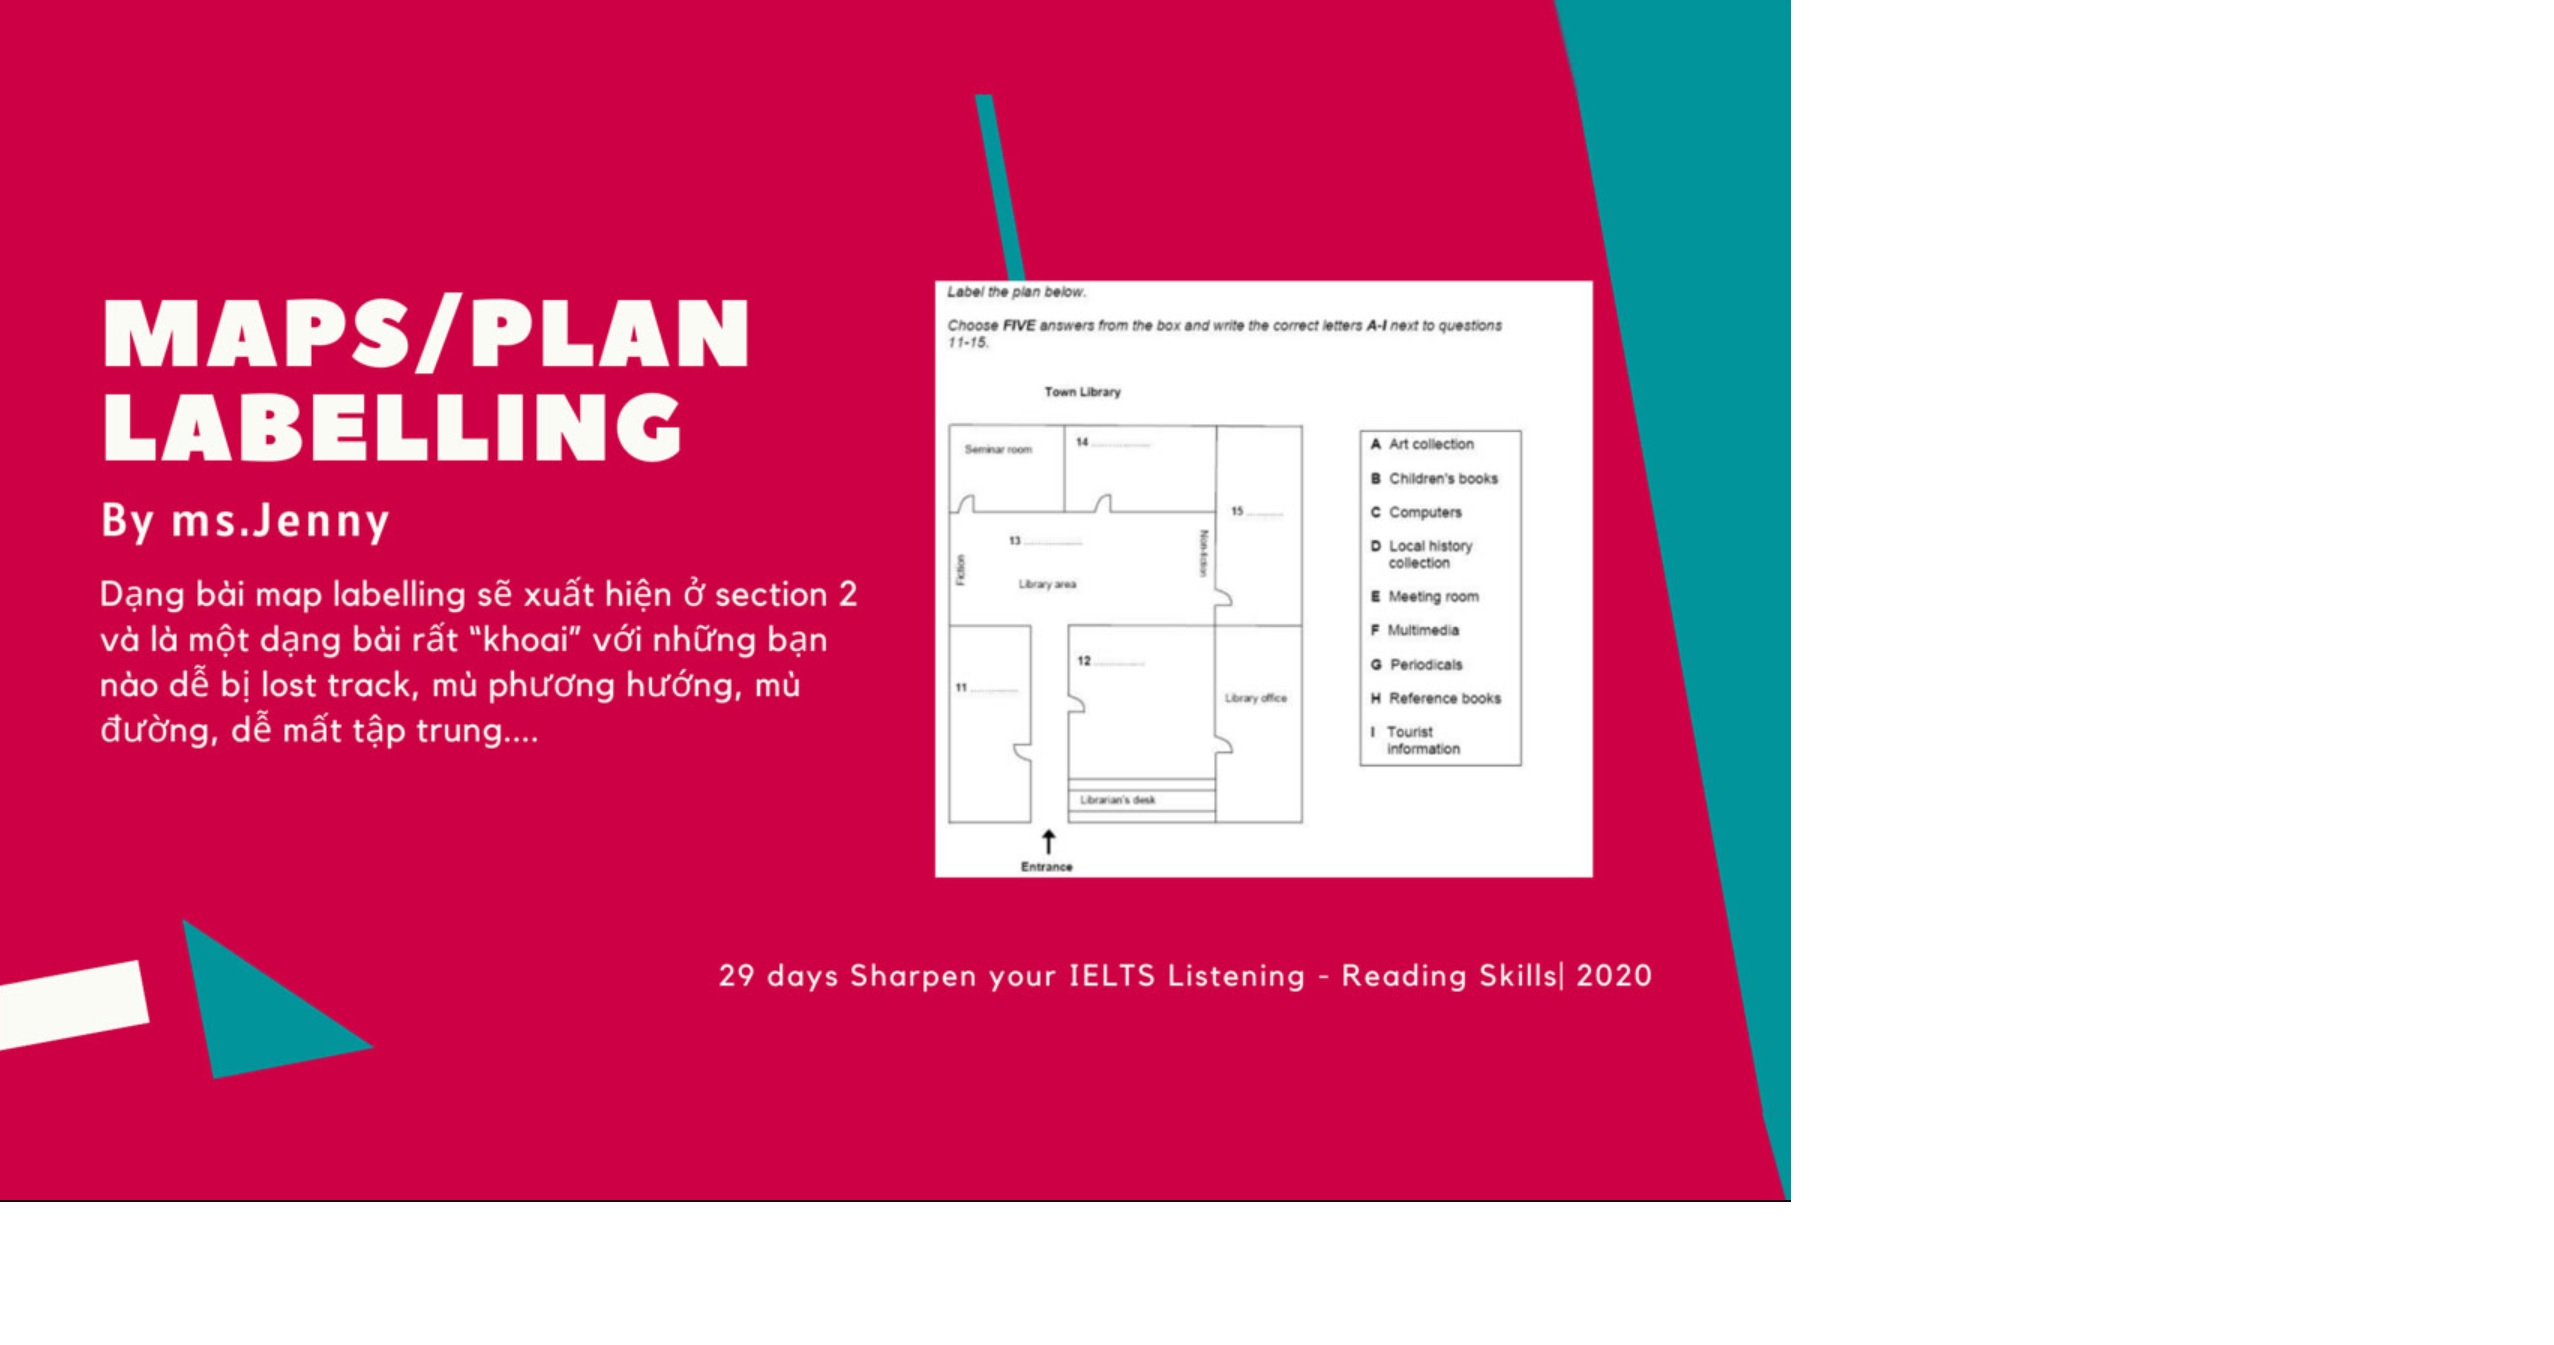 MAPS/PLAN
LABELLING
By ms.Jenny
Dạng bài map labelling sẽ xuất hiện ở section 2
và là một dạng bài rất “khoai” với những bạn
nào dễ bị lost track, mù phương hướng, mù
đường, dễ mất tập trung....
Label the plan below.
Choose FIVE answers from the box and write the correct letters A-I next to questions
11-15.
Town Library
Seminar room
14 ....................
15 ............
13 ....................
Fiction
Non-fiction
Library area
11 ................
12 ..................
Library office
Librarian's desk
Entrance
A Art collection
B Children's books
C Computers
D Local history
collection
E Meeting room
F Multimedia
G Periodicals
H Reference books
I Tourist
information
29 days Sharpen your IELTS Listening - Reading Skills| 2020